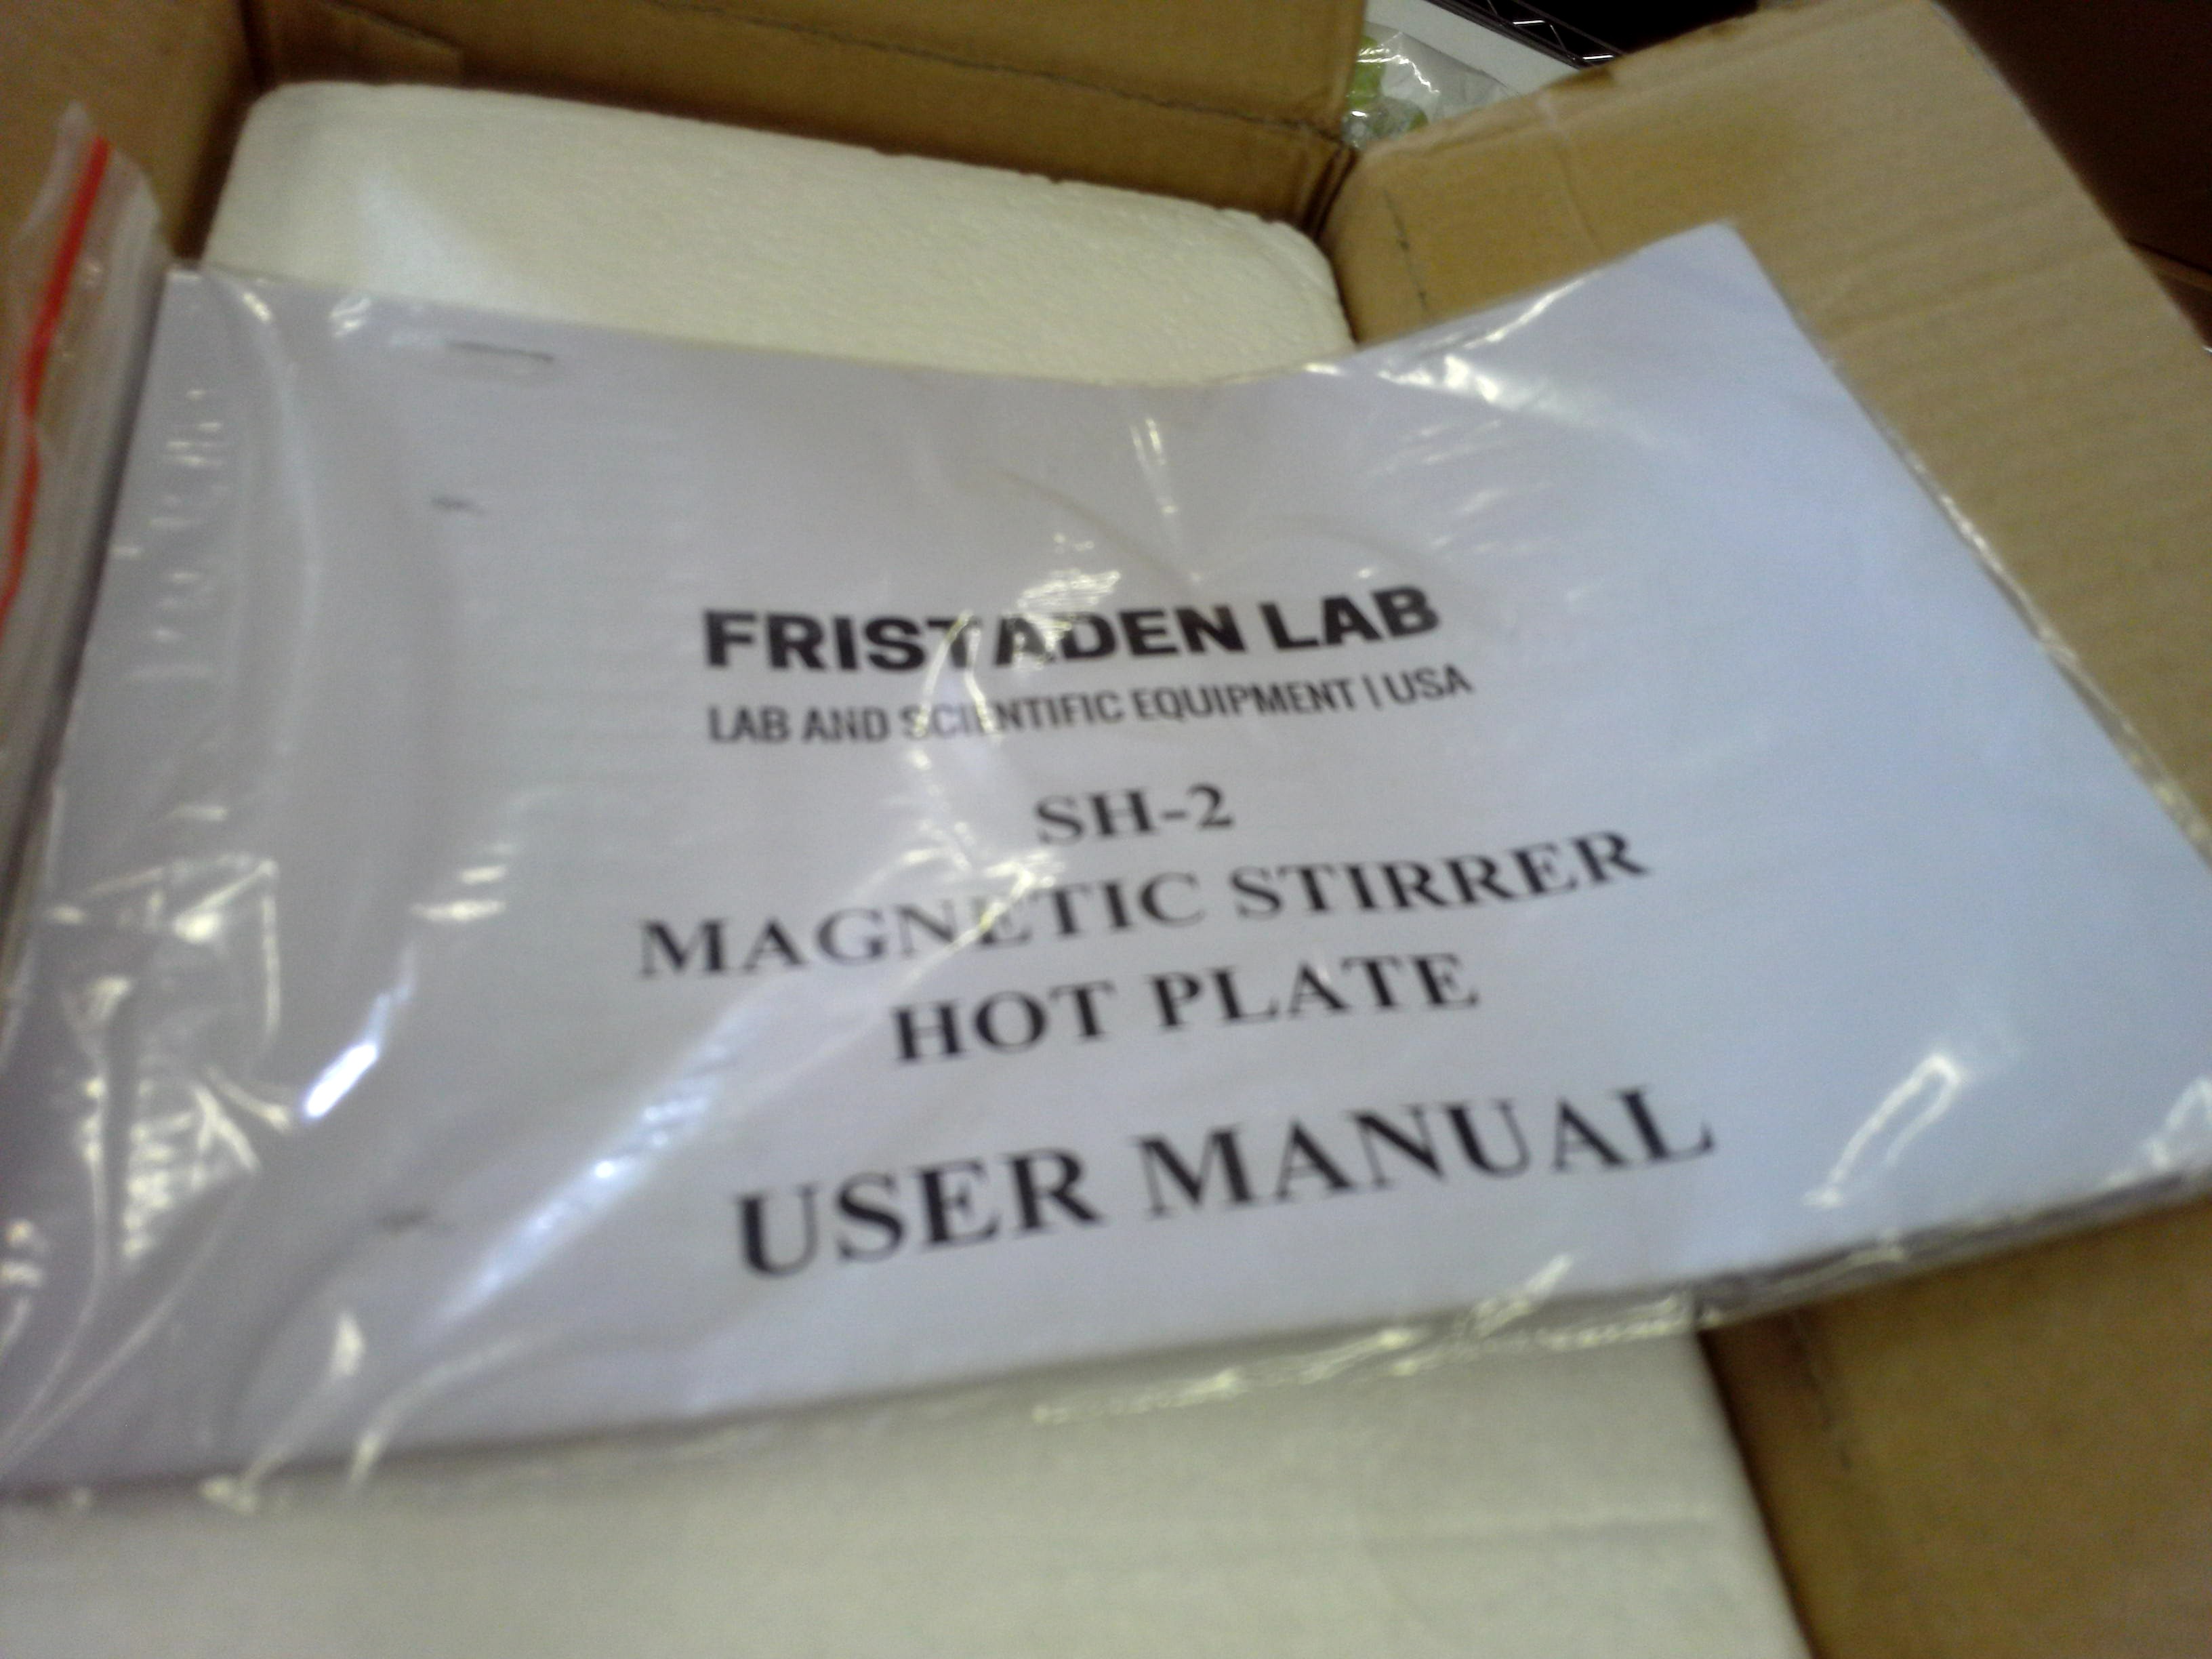 FRISTADEN LAB
LAB AND SCIENTIFIC EQUIPMENT | USA
SH-2
MAGNETIC STIRRER
HOT PLATE
USER MANUAL